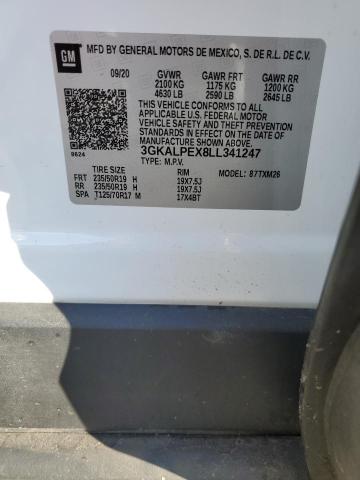 GM MFD BY GENERAL MOTORS DE MEXICO, S. DE R.L. DE C.V.
09/20 GVWR GAWR FRT GAWR RR
2100 KG 1175 KG 1200 KG
4630 LB 2590 LB 2645 LB
THIS VEHICLE CONFORMS TO ALL
APPLICABLE U.S. FEDERAL MOTOR
VEHICLE SAFETY AND THEFT PREVENTION
STANDARDS IN EFFECT ON THE DATE OF
MANUFACTURE SHOWN ABOVE.
9624 3GKALPEX8LL341247
TYPE: M.P.V.
TIRE SIZE RIM MODEL: 87TXM26
FRT 235/50R19 H 19X7.5J
RR 235/50R19 H 19X7.5J
SPA T125/70R17 M 17X4BT